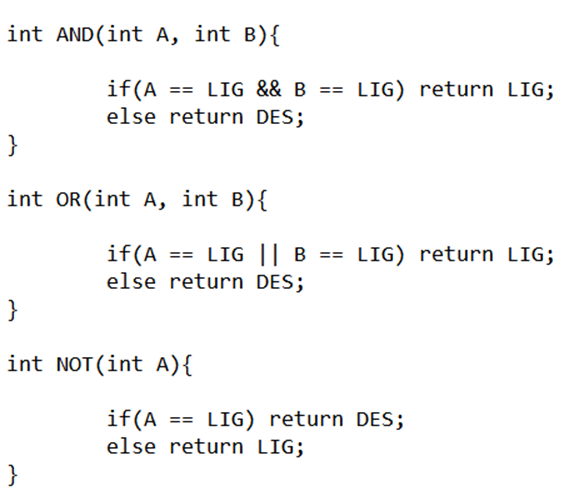 int AND(int A, int B){
if(A == LIG && B == LIG) return LIG;
else return DES;
}
int OR(int A, int B){
if(A == LIG || B == LIG) return LIG;
else return DES;
}
int NOT(int A){
if(A == LIG) return DES;
else return LIG;
}